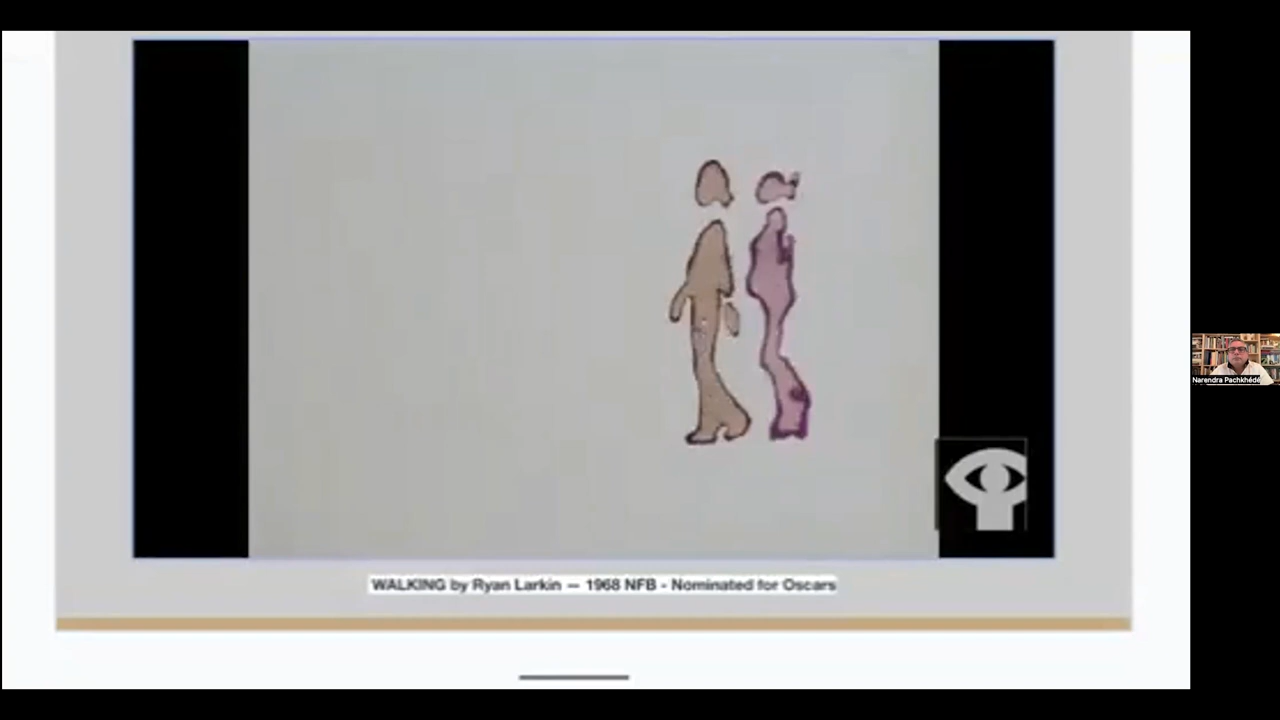 WALKING by Ryan Larkin — 1968 NFB - Nominated for Oscars
Narendra Pachkhédé